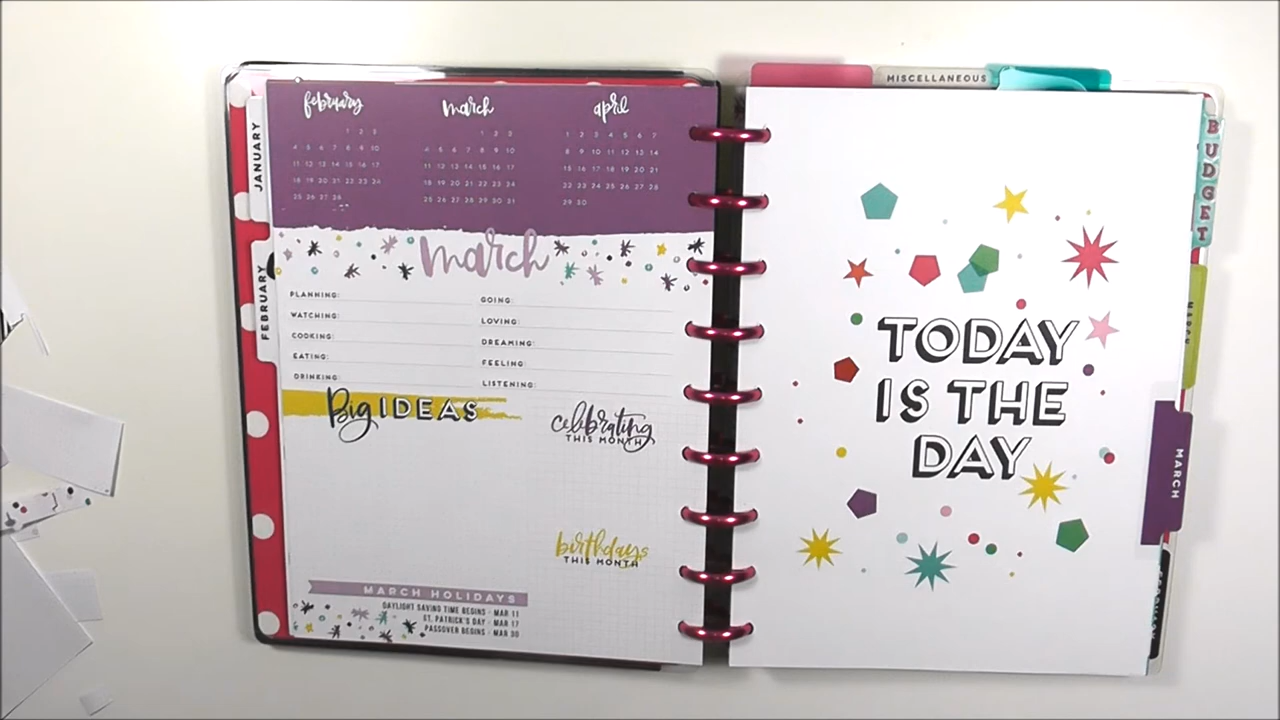 february march april
1 2 3 1 2 3 1 2 3 4 5 6 7
4 5 6 7 8 9 10 4 5 6 7 8 9 10 8 9 10 11 12 13 14
11 12 13 14 15 16 17 11 12 13 14 15 16 17 15 16 17 18 19 20 21
18 19 20 21 22 23 24 18 19 20 21 22 23 24 22 23 24 25 26 27 28
25 26 27 28 25 26 27 28 29 30 31 29 30
march
PLANNING:
WATCHING:
COOKING:
EATING:
DRINKING:
GOING:
LOVING:
DREAMING:
FEELING:
LISTENING:
Big IDEAS
celebrating
THIS MONTH
birthdays
THIS MONTH
MARCH HOLIDAYS
DAYLIGHT SAVING TIME BEGINS · MAR 11
ST. PATRICK'S DAY · MAR 17
PASSOVER BEGINS · MAR 30
JANUARY
FEBRUARY
MISCELLANEOUS
TODAY
IS THE
DAY
BUDGET
MARCH
MARCH